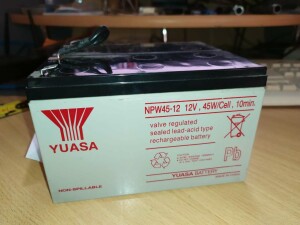 NPW45-12 12V, 45W/Cell, 10min.
valve regulated
sealed lead-acid type
rechargeable battery
YUASA
Pb
YUASA BATTERY
NON-SPILLABLE